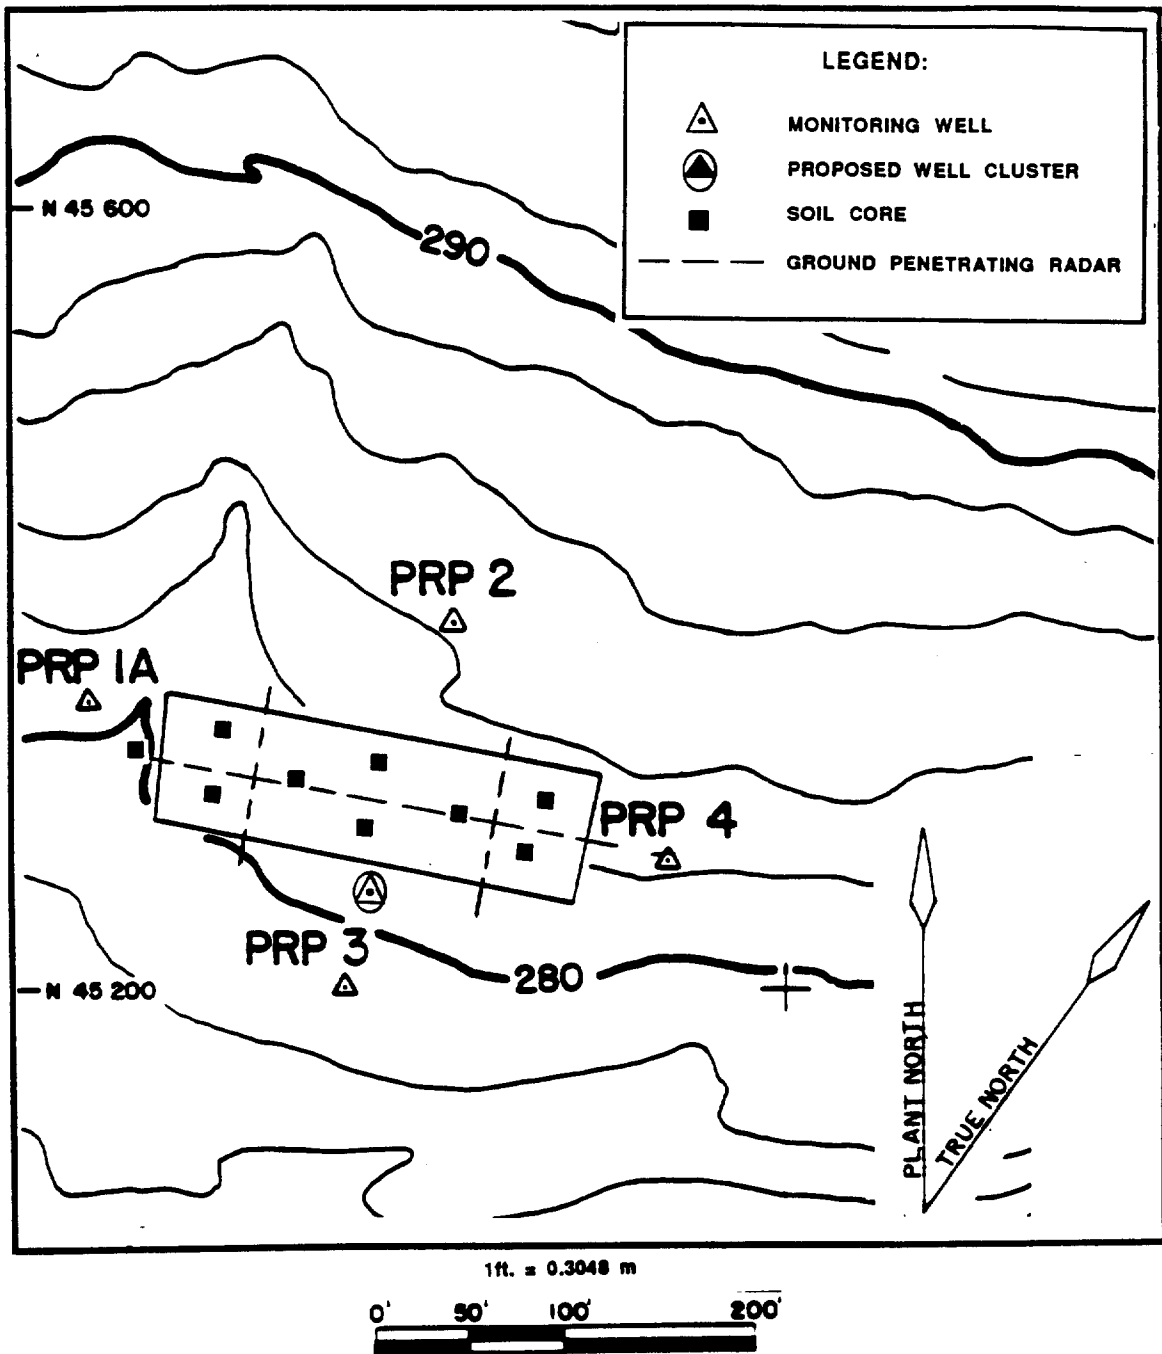 LEGEND:
MONITORING WELL
PROPOSED WELL CLUSTER
SOIL CORE
GROUND PENETRATING RADAR
N 45 600
290
PRP 2
PRP 1A
PRP 4
PRP 3
280
N 45 200
PLANT NORTH
TRUE NORTH
1ft. = 0.3048 m
0' 50' 100' 200'